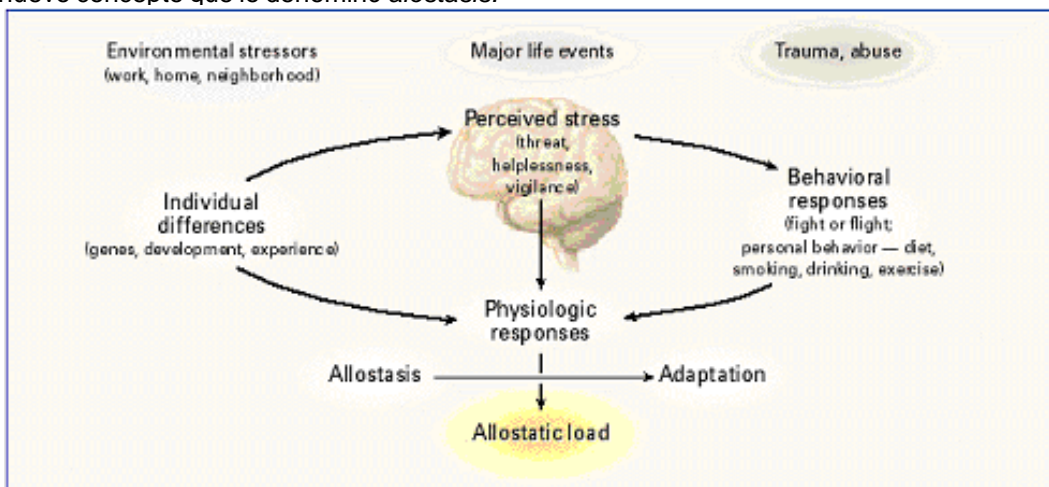 nuevo concepto que lo denominó alostasis.
Environmental stressors
(work, home, neighborhood)
Major life events
Trauma, abuse
Perceived stress
(threat,
helplessness,
vigilance)
Individual
differences
(genes, development, experience)
Behavioral
responses
(fight or flight;
personal behavior — diet,
smoking, drinking, exercise)
Physiologic
responses
Allostasis
Adaptation
Allostatic load